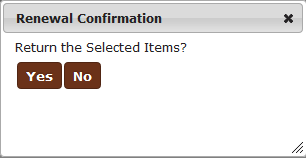 Renewal Confirmation
Return the Selected Items?
Yes No